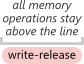 all memory
operations stay
above the line
write-release